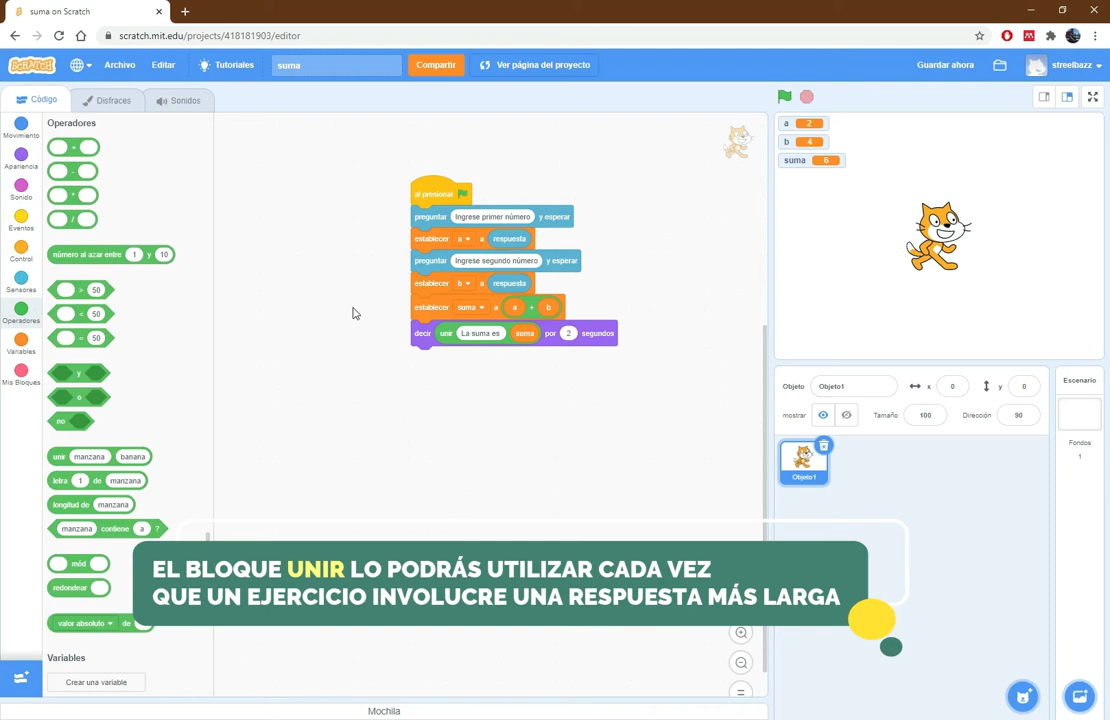 suma on Scratch
scratch.mit.edu/projects/418181903/editor
SCRATCH
Archivo
Editar
Tutoriales
suma
Compartir
Ver página del proyecto
Guardar ahora
streelbazz
Código
Disfraces
Sonidos
Movimiento
Apariencia
Sonido
Eventos
Control
Sensores
Operadores
Variables
Mis Bloques
Operadores
+
-
*
/
número al azar entre 1 y 10
> 50
< 50
= 50
y
o
no
unir manzana banana
letra 1 de manzana
longitud de manzana
manzana contiene a ?
mód
redondear
valor absoluto de
Variables
Crear una variable
al presionar
preguntar Ingrese primer número y esperar
establecer a a respuesta
preguntar Ingrese segundo número y esperar
establecer b a respuesta
establecer suma a a + b
decir unir La suma es suma por 2 segundos
a 2
b 4
suma 6
Objeto Objeto1 x 0 y 0
mostrar Tamaño 100 Dirección 90
Objeto1
Escenario
Fondos
1
EL BLOQUE UNIR LO PODRÁS UTILIZAR CADA VEZ
QUE UN EJERCICIO INVOLUCRE UNA RESPUESTA MÁS LARGA
Mochila